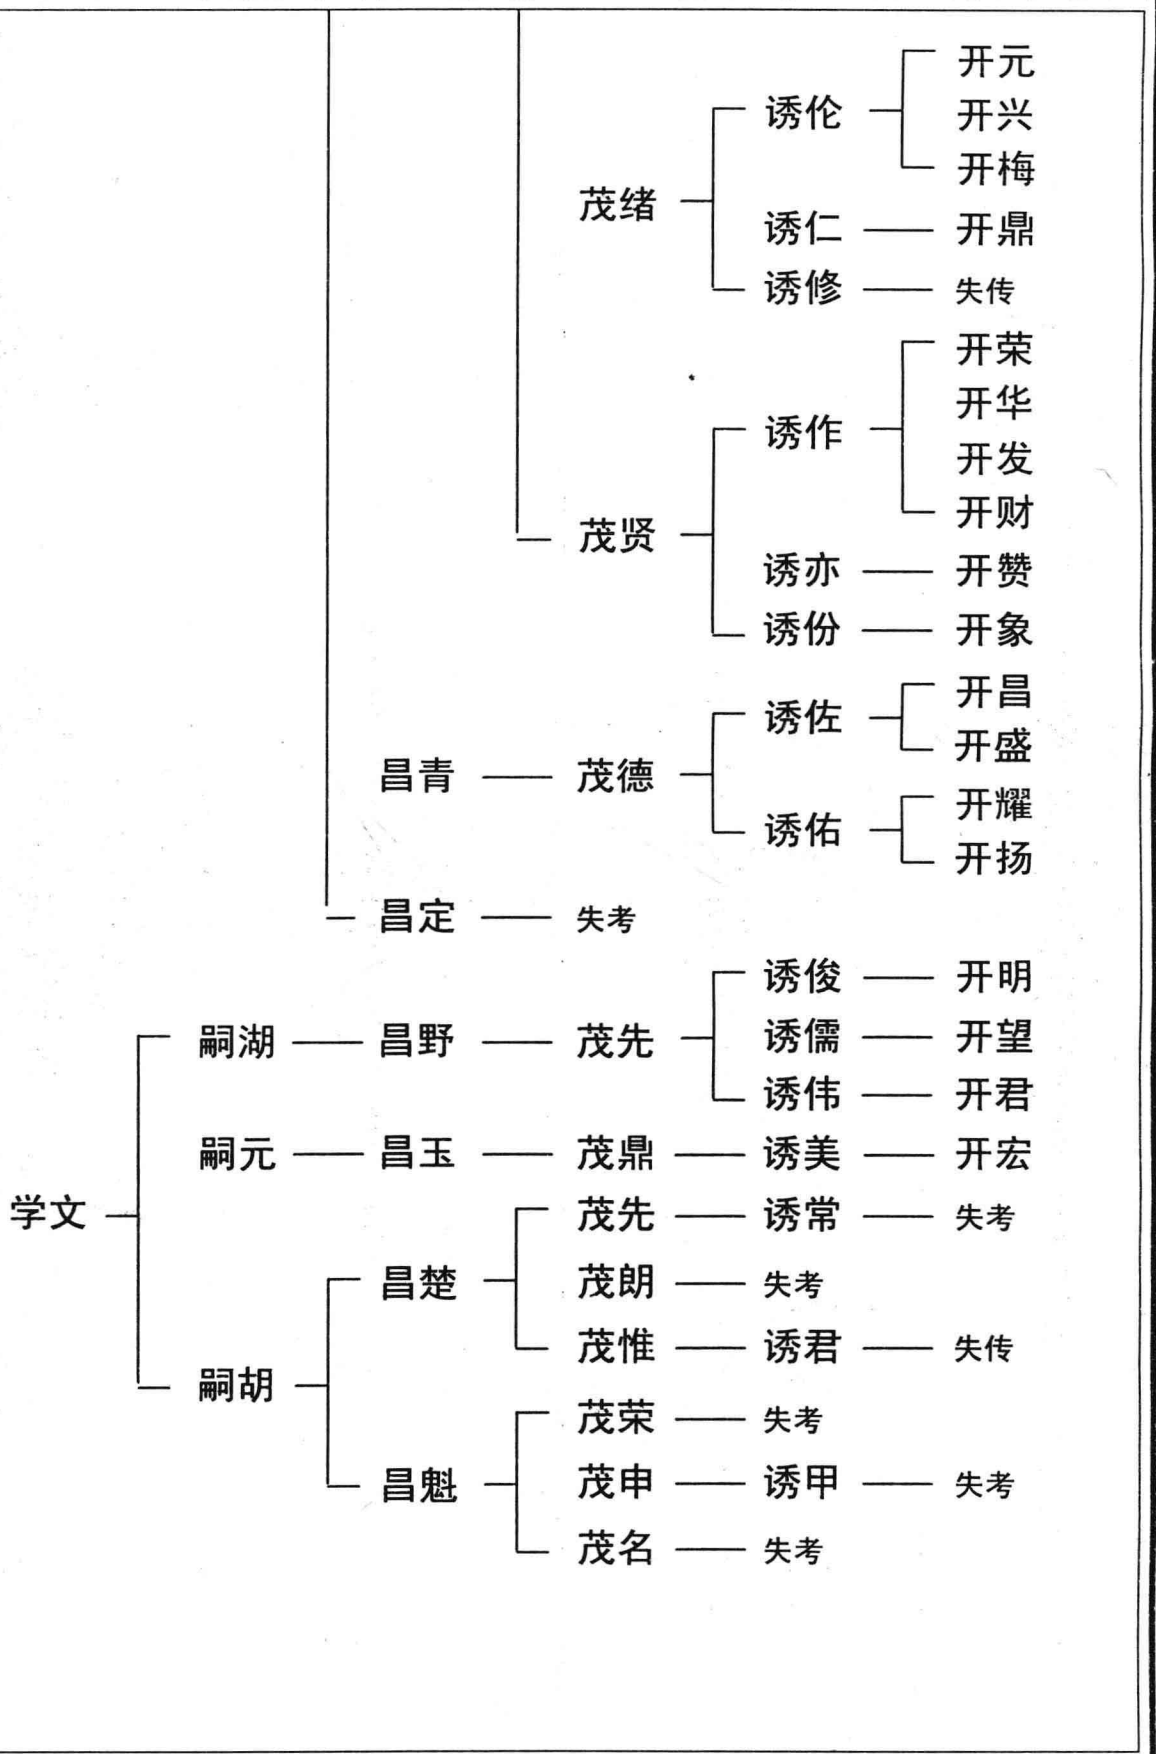 开元
诱伦
开兴
开梅
茂绪
诱仁 开鼎
诱修 失传
开荣
开华
诱作
开发
开财
茂贤
诱亦 开赞
诱份 开象
开昌
诱佐
开盛
昌青 茂德
开耀
诱佑
开扬
昌定 失考
诱俊 开明
嗣湖 昌野 茂先 诱儒 开望
诱伟 开君
嗣元 昌玉 茂鼎 诱美 开宏
学文
茂先 诱常 失考
昌楚 茂朗 失考
茂惟 诱君 失传
嗣胡
茂荣 失考
昌魁 茂申 诱甲 失考
茂名 失考